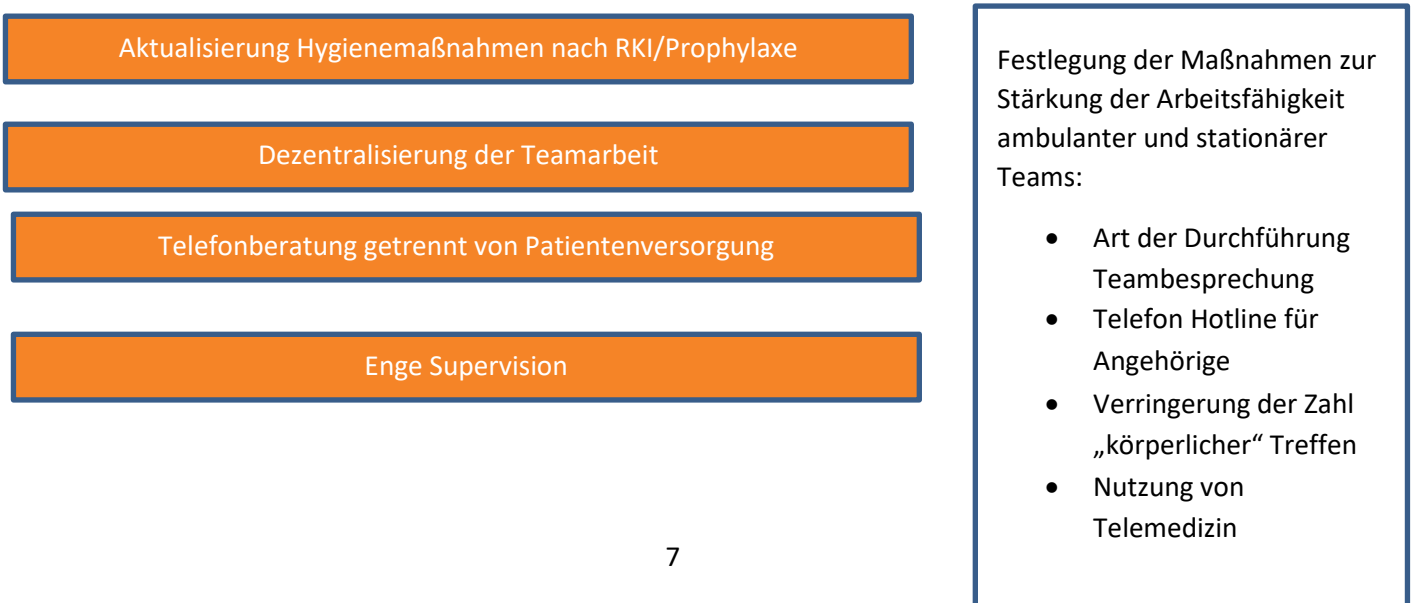 Aktualisierung Hygienemaßnahmen nach RKI/Prophylaxe
Dezentralisierung der Teamarbeit
Telefonberatung getrennt von Patientenversorgung
Enge Supervision
Festlegung der Maßnahmen zur
Stärkung der Arbeitsfähigkeit
ambulanter und stationärer
Teams:
• Art der Durchführung
Teambesprechung
• Telefon Hotline für
Angehörige
• Verringerung der Zahl
„körperlicher“ Treffen
• Nutzung von
Telemedizin
7